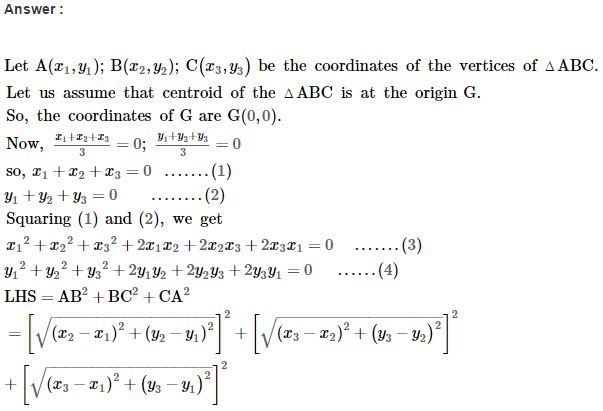 Answer :
Let A(x₁, y₁); B(x₂, y₂); C(x₃, y₃) be the coordinates of the vertices of △ABC.
Let us assume that centroid of the △ABC is at the origin G.
So, the coordinates of G are G(0, 0).
Now, (x₁+x₂+x₃)/3 = 0; (y₁+y₂+y₃)/3 = 0
so, x₁ + x₂ + x₃ = 0 .......(1)
y₁ + y₂ + y₃ = 0 ........(2)
Squaring (1) and (2), we get
x₁² + x₂² + x₃² + 2x₁x₂ + 2x₂x₃ + 2x₃x₁ = 0 .......(3)
y₁² + y₂² + y₃² + 2y₁y₂ + 2y₂y₃ + 2y₃y₁ = 0 ......(4)
LHS = AB² + BC² + CA²
= [√((x₂ − x₁)² + (y₂ − y₁)²)]² + [√((x₃ − x₂)² + (y₃ − y₂)²)]²
+ [√((x₃ − x₁)² + (y₃ − y₁)²)]²